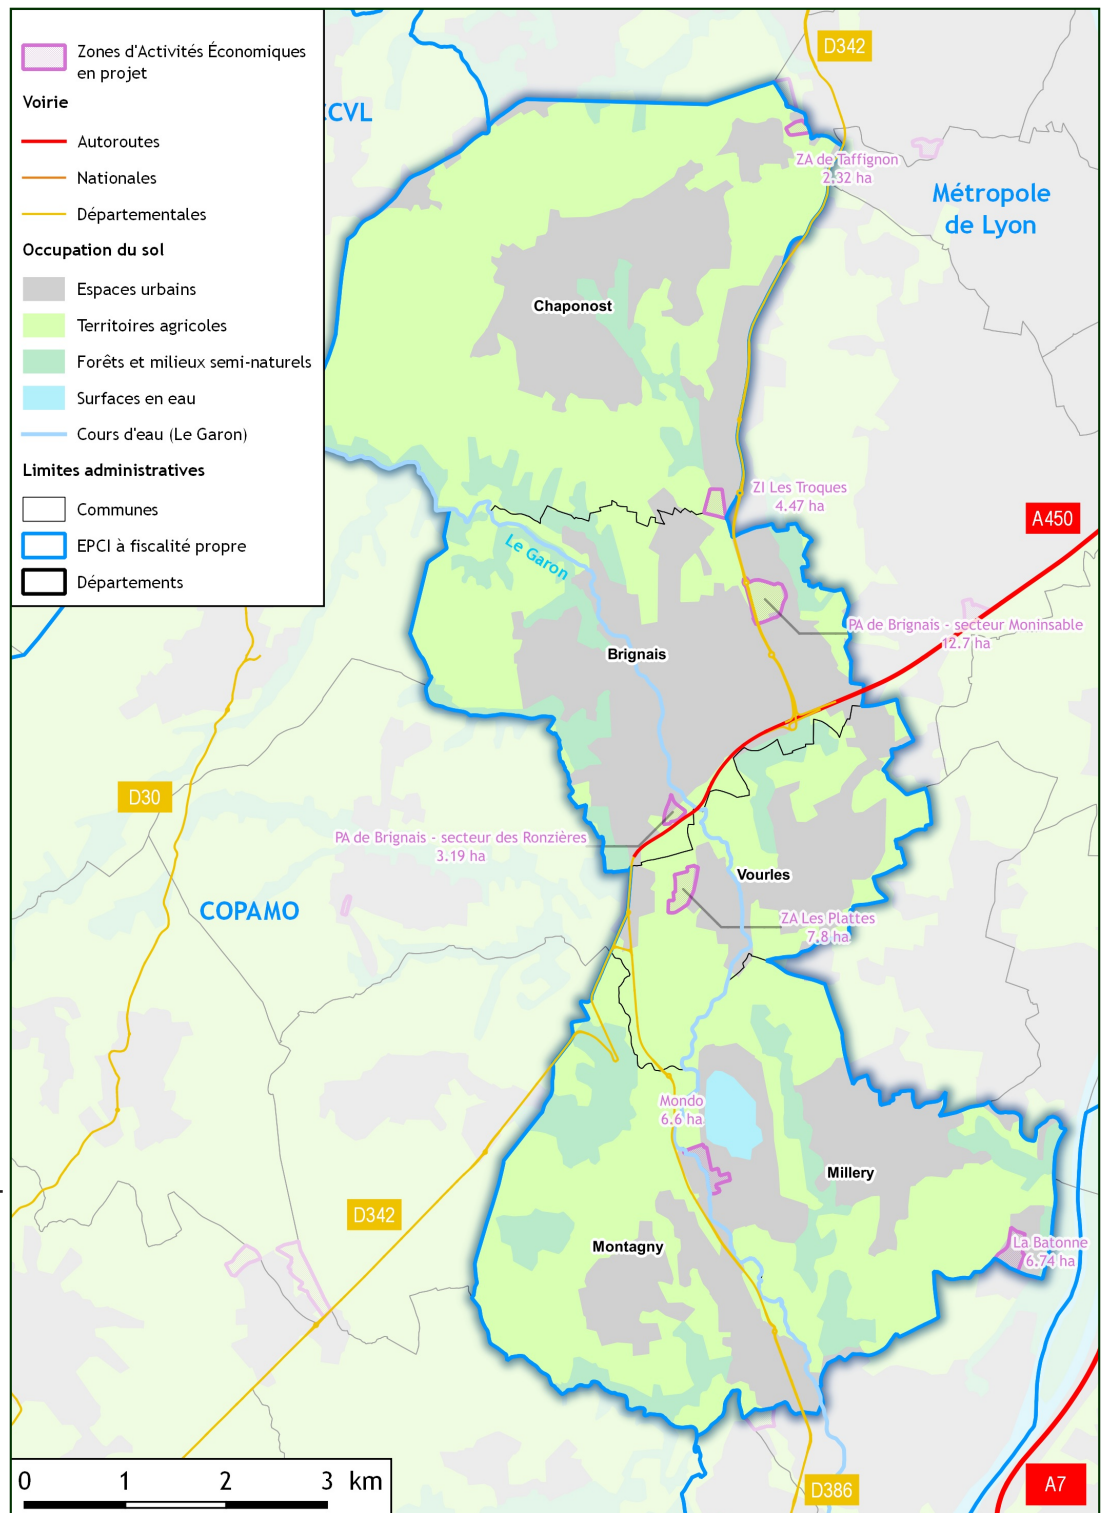 Zones d'Activités Économiques
en projet
Voirie
Autoroutes
Nationales
Départementales
Occupation du sol
Espaces urbains
Territoires agricoles
Forêts et milieux semi-naturels
Surfaces en eau
Cours d'eau (Le Garon)
Limites administratives
Communes
EPCI à fiscalité propre
Départements
D342
ZA de Taffignon
2.32 ha
Métropole
de Lyon
Chaponost
ZI Les Troques
4.47 ha
A450
Le Garon
PA de Brignais - secteur Moninsable
12.7 ha
Brignais
D30
PA de Brignais - secteur des Ronzières
3.19 ha
Vourles
COPAMO
ZA Les Plattes
7.8 ha
Mondo
6.6 ha
Millery
D342
Montagny
La Batonne
6.74 ha
0 1 2 3 km
D386
A7